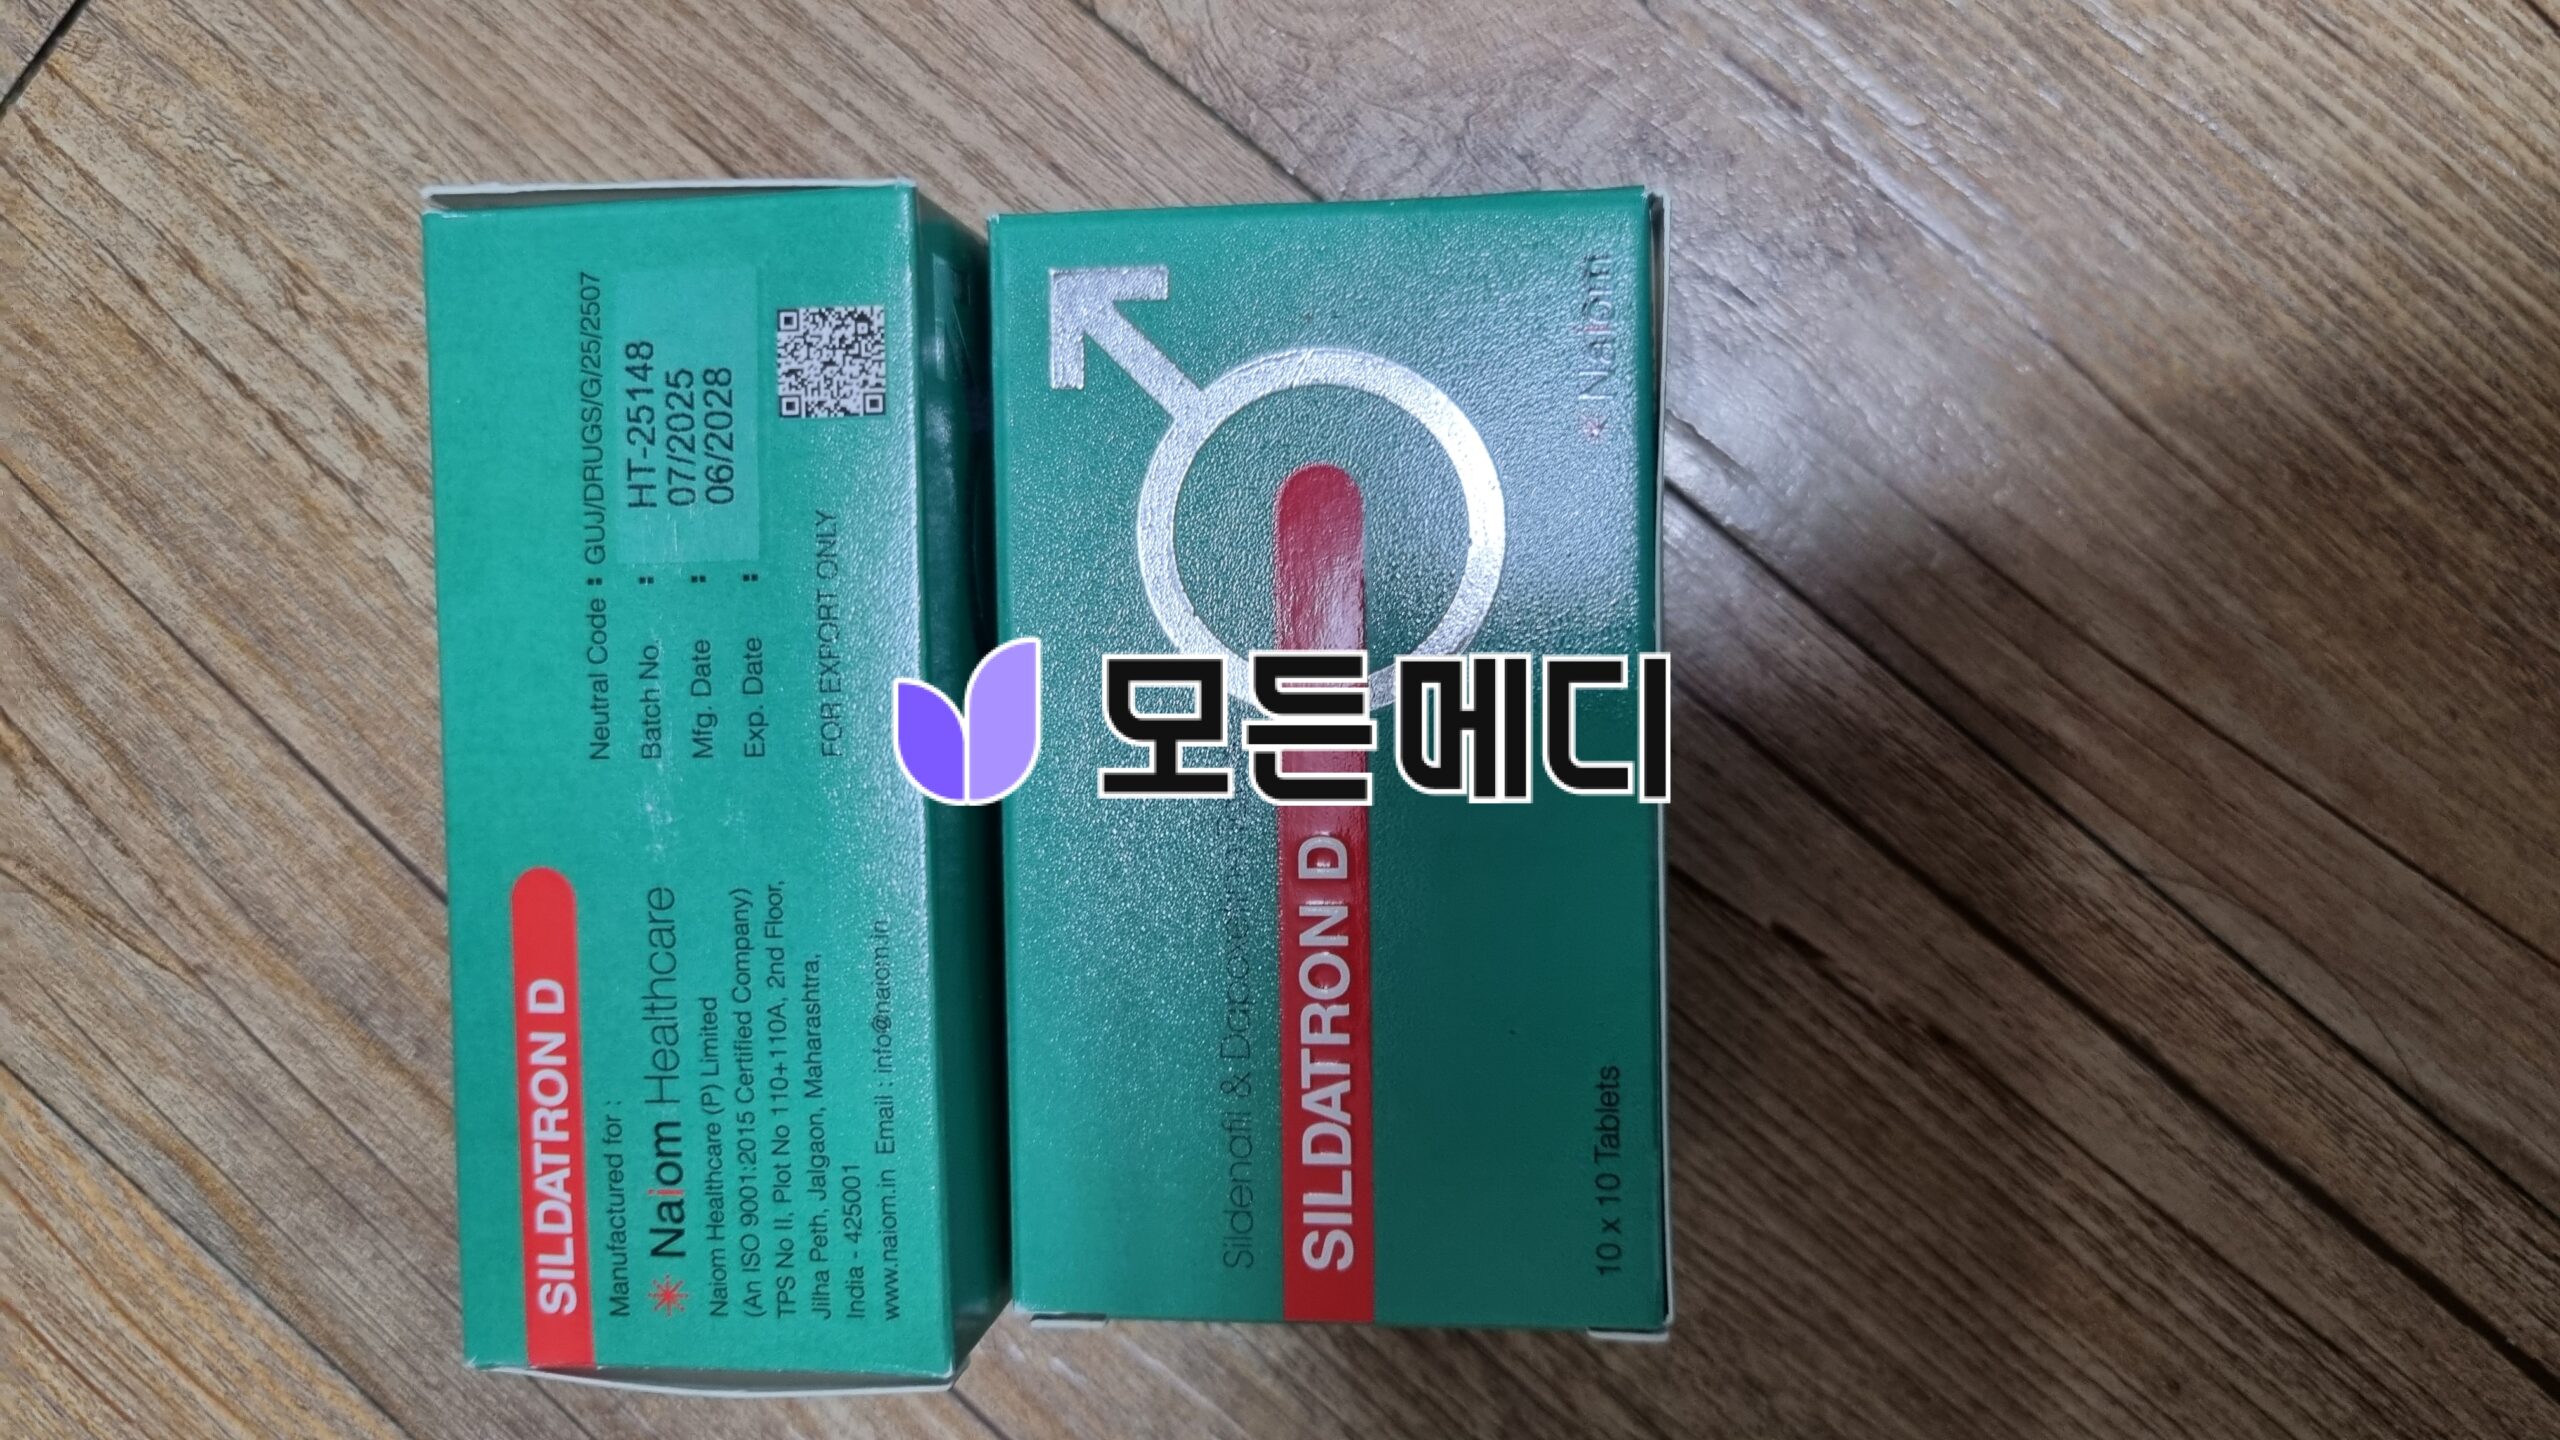 SILDATRON D
Manufactured for :
Naiom Healthcare
Naiom Healthcare (P) Limited
(An ISO 9001:2015 Certified Company)
TPS No II, Plot No 110+110A, 2nd Floor,
Jilha Peth, Jalgaon, Maharashtra,
India - 425001
www.naiom.in Email : info@naiom.in
Neutral Code : GUJ/DRUGS/G/25/2507
Batch No. : HT-25148
Mfg. Date : 07/2025
Exp. Date : 06/2028
FOR EXPORT ONLY
Sildenafil &
SILDATRON D
10 x 10 Tablets
Naiom
모든메디